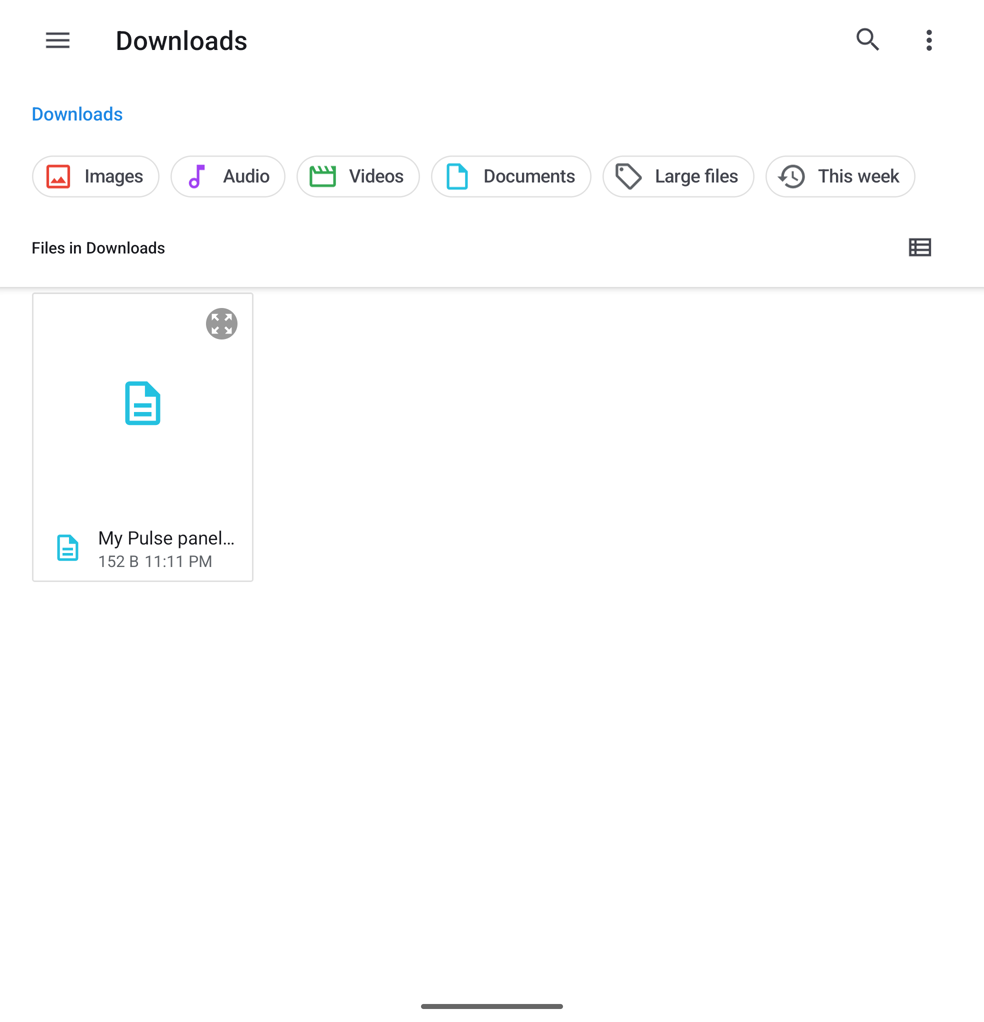 Downloads
Downloads
Images Audio Videos Documents Large files This week
Files in Downloads
My Pulse panel...
152 B 11:11 PM